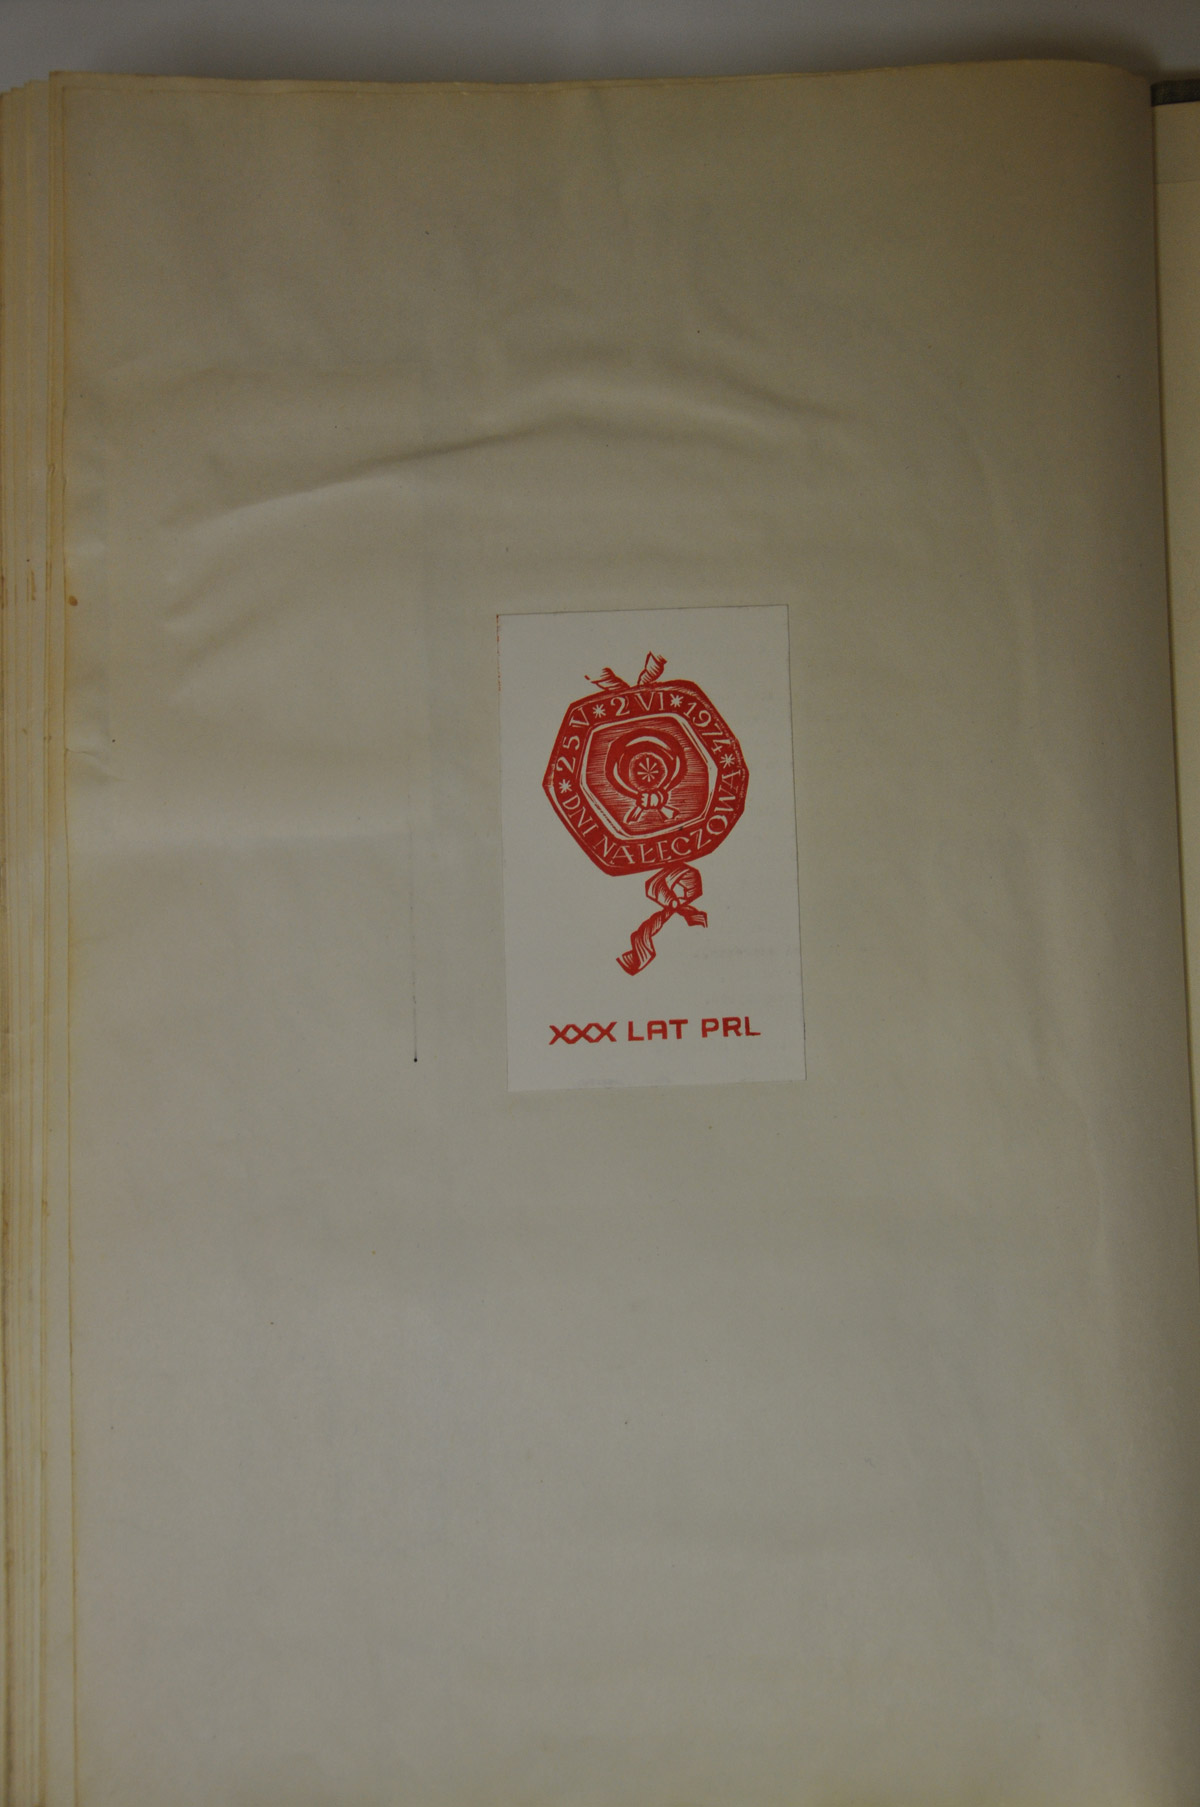 * 25 V * 2 VI * 1974 *
DNI NAŁĘCZOWA
XXX LAT PRL